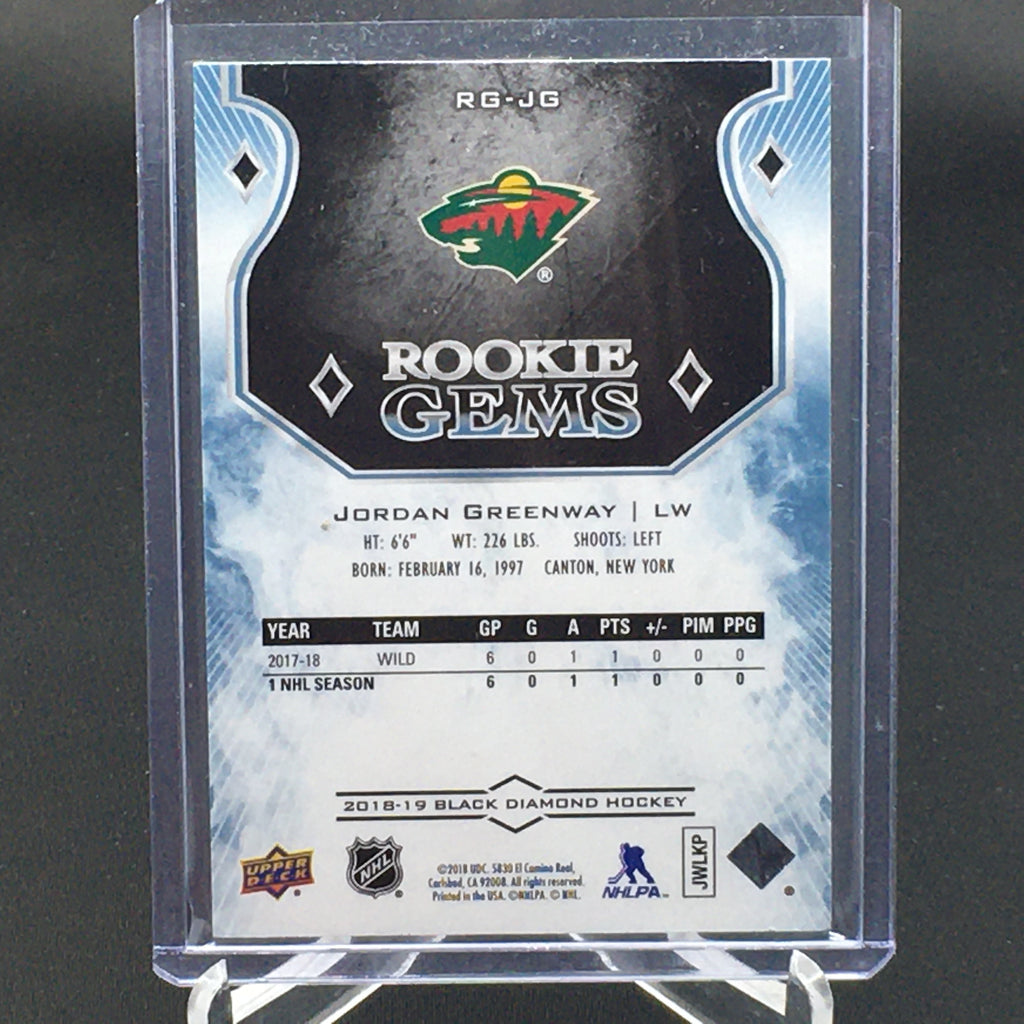 RG-JG
®
ROOKIE
GEMS
JORDAN GREENWAY | LW
HT: 6'6" WT: 226 LBS. SHOOTS: LEFT
BORN: FEBRUARY 16, 1997 CANTON, NEW YORK
YEAR TEAM GP G A PTS +/- PIM PPG
2017-18 WILD 6 0 1 1 0 0 0
1 NHL SEASON 6 0 1 1 0 0 0
2018-19 BLACK DIAMOND HOCKEY
UPPER
DECK
NHL
©2018 UDC. 5830 El Camino Real,
Carlsbad, CA 92008. All rights reserved.
Printed in the USA. ©NHLPA. © NHL.
NHLPA
JWLKP